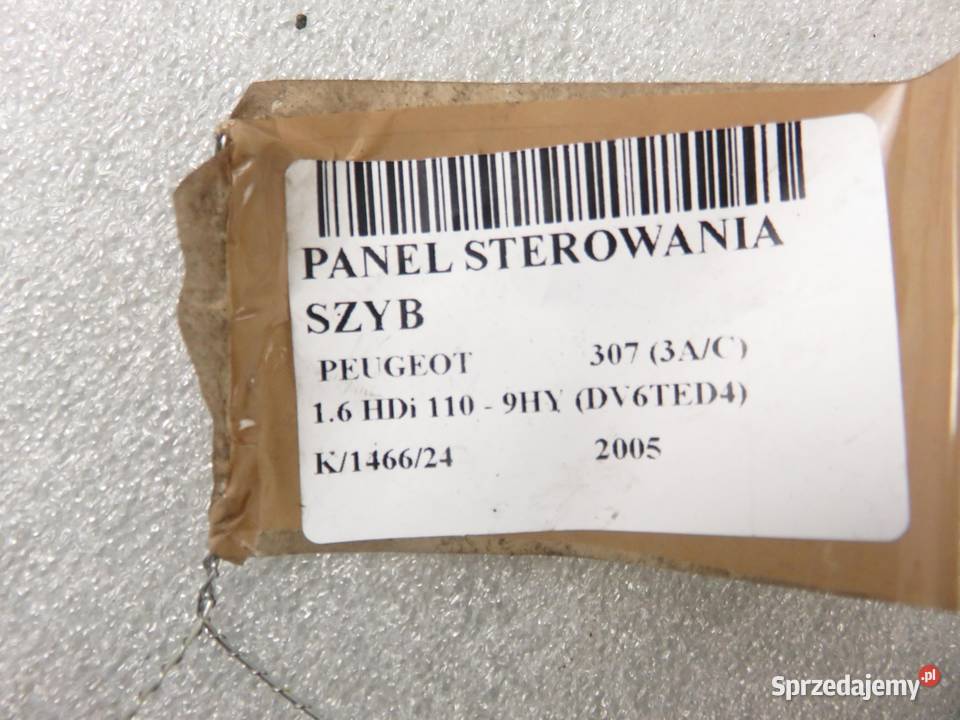 PANEL STEROWANIA
SZYB
PEUGEOT 307 (3A/C)
1.6 HDi 110 - 9HY (DV6TED4)
K/1466/24 2005
Sprzedajemy.pl